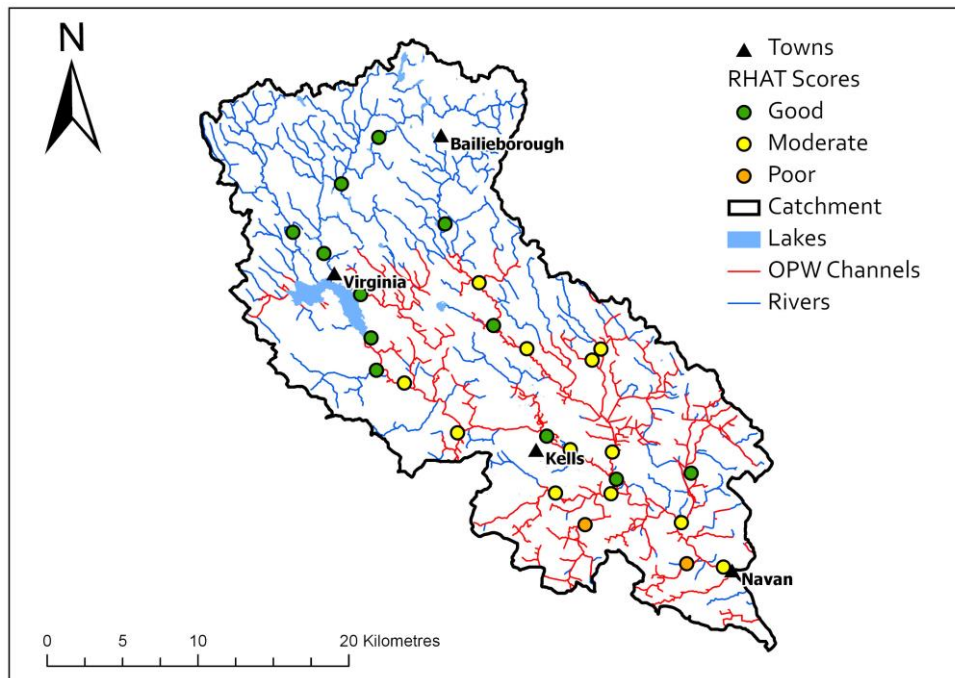 N
Towns
RHAT Scores
Good
Moderate
Poor
Catchment
Lakes
OPW Channels
Rivers
Bailieborough
Virginia
Kells
Navan
0 5 10 20 Kilometres